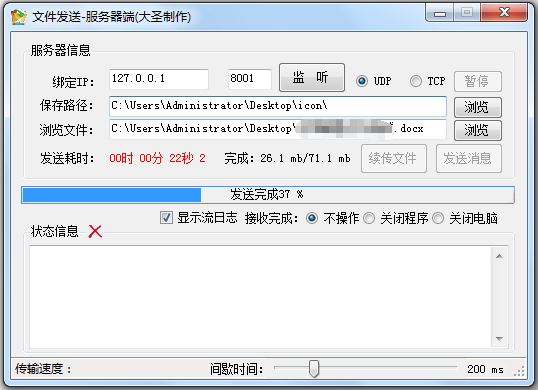 文件发送-服务器端(大圣制作)
服务器信息
绑定IP: 127.0.0.1 8001 监 听 UDP TCP 暂停
保存路径: C:\Users\Administrator\Desktop\icon\ 浏览
浏览文件: C:\Users\Administrator\Desktop\ .docx 浏览
发送耗时: 00时 00分 22秒 2 完成: 26.1 mb/71.1 mb 续传文件 发送消息
发送完成37 %
显示流日志 接收完成: 不操作 关闭程序 关闭电脑
状态信息
传输速度: 间歇时间: 200 ms